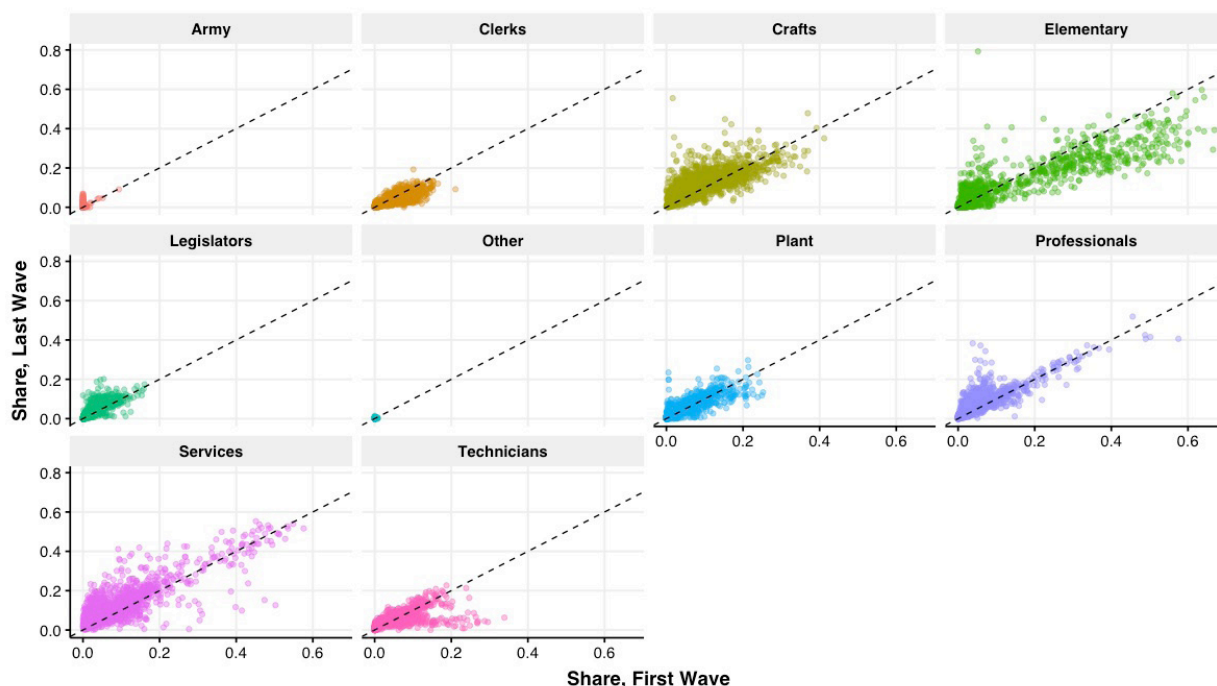 Army Clerks Crafts Elementary
0.8
0.6
0.4
0.2
0.0
Legislators Other Plant Professionals
0.8
0.6
0.4
0.2
0.0
0.0 0.2 0.4 0.6 0.0 0.2 0.4 0.6
Services Technicians
0.8
0.6
0.4
0.2
0.0
0.0 0.2 0.4 0.6 0.0 0.2 0.4 0.6
Share, Last Wave
Share, First Wave